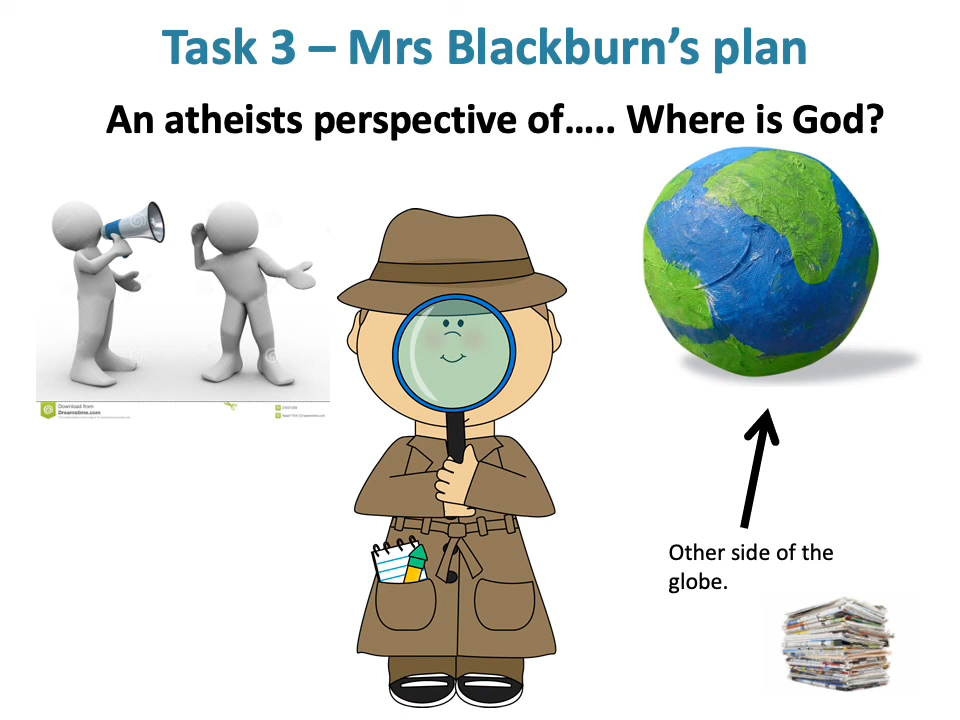 Task 3 – Mrs Blackburn’s plan
An atheists perspective of….. Where is God?
Download from
Dreamstime.com
Other side of the
globe.